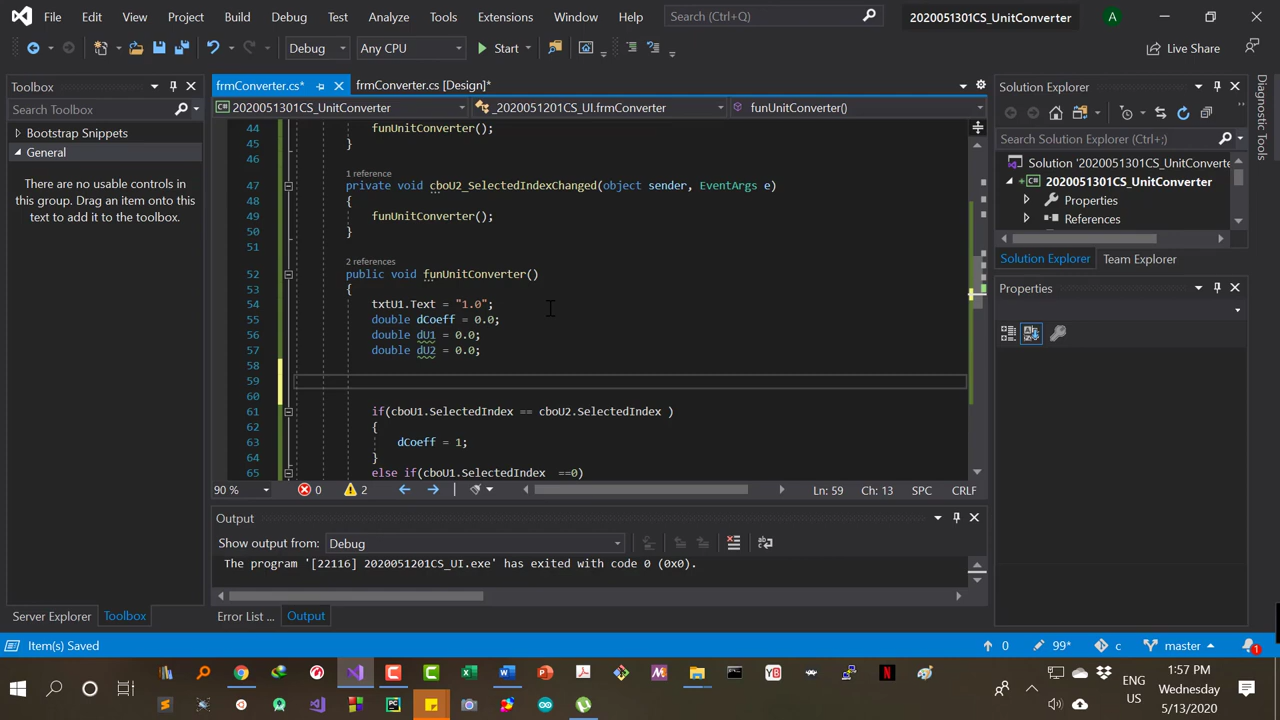 File Edit View Project Build Debug Test Analyze Tools Extensions Window Help Search (Ctrl+Q) 2020051301CS_UnitConverter A
Debug Any CPU Start Live Share
Toolbox
Search Toolbox
Bootstrap Snippets
General
There are no usable controls in
this group. Drag an item onto this
text to add it to the toolbox.
Server Explorer Toolbox
frmConverter.cs* frmConverter.cs [Design]*
2020051301CS_UnitConverter _2020051201CS_UI.frmConverter funUnitConverter()
44 funUnitConverter();
45 }
46
1 reference
47 private void cboU2_SelectedIndexChanged(object sender, EventArgs e)
48 {
49 funUnitConverter();
50 }
51
2 references
52 public void funUnitConverter()
53 {
54 txtU1.Text = "1.0";
55 double dCoeff = 0.0;
56 double dU1 = 0.0;
57 double dU2 = 0.0;
58
59
60
61 if(cboU1.SelectedIndex == cboU2.SelectedIndex )
62 {
63 dCoeff = 1;
64 }
65 else if(cboU1.SelectedIndex ==0)
90 % 0 2 Ln: 59 Ch: 13 SPC CRLF
Output
Show output from: Debug
The program '[22116] 2020051201CS_UI.exe' has exited with code 0 (0x0).
Error List ... Output
Solution Explorer
Search Solution Explorer (Ctrl+;)
Solution '2020051301CS_UnitConverte
2020051301CS_UnitConverter
Properties
References
Solution Explorer Team Explorer
Properties
Diagnostic Tools
Item(s) Saved 0 99* c master 1
ENG
US
1:57 PM
Wednesday
5/13/2020